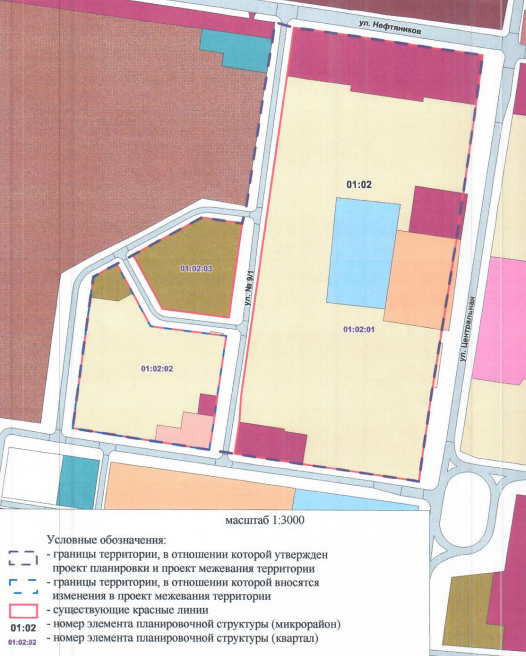 ул. Нефтяников
01:02
01:02:03
ул. № 9/1
01:02:01
ул. Центральная
01:02:02
масштаб 1:3000
Условные обозначения:
- границы территории, в отношении которой утвержден
проект планировки и проект межевания территории
- границы территории, в отношении которой вносятся
изменения в проект межевания территории
- существующие красные линии
01:02 - номер элемента планировочной структуры (микрорайон)
01:02:02 - номер элемента планировочной структуры (квартал)